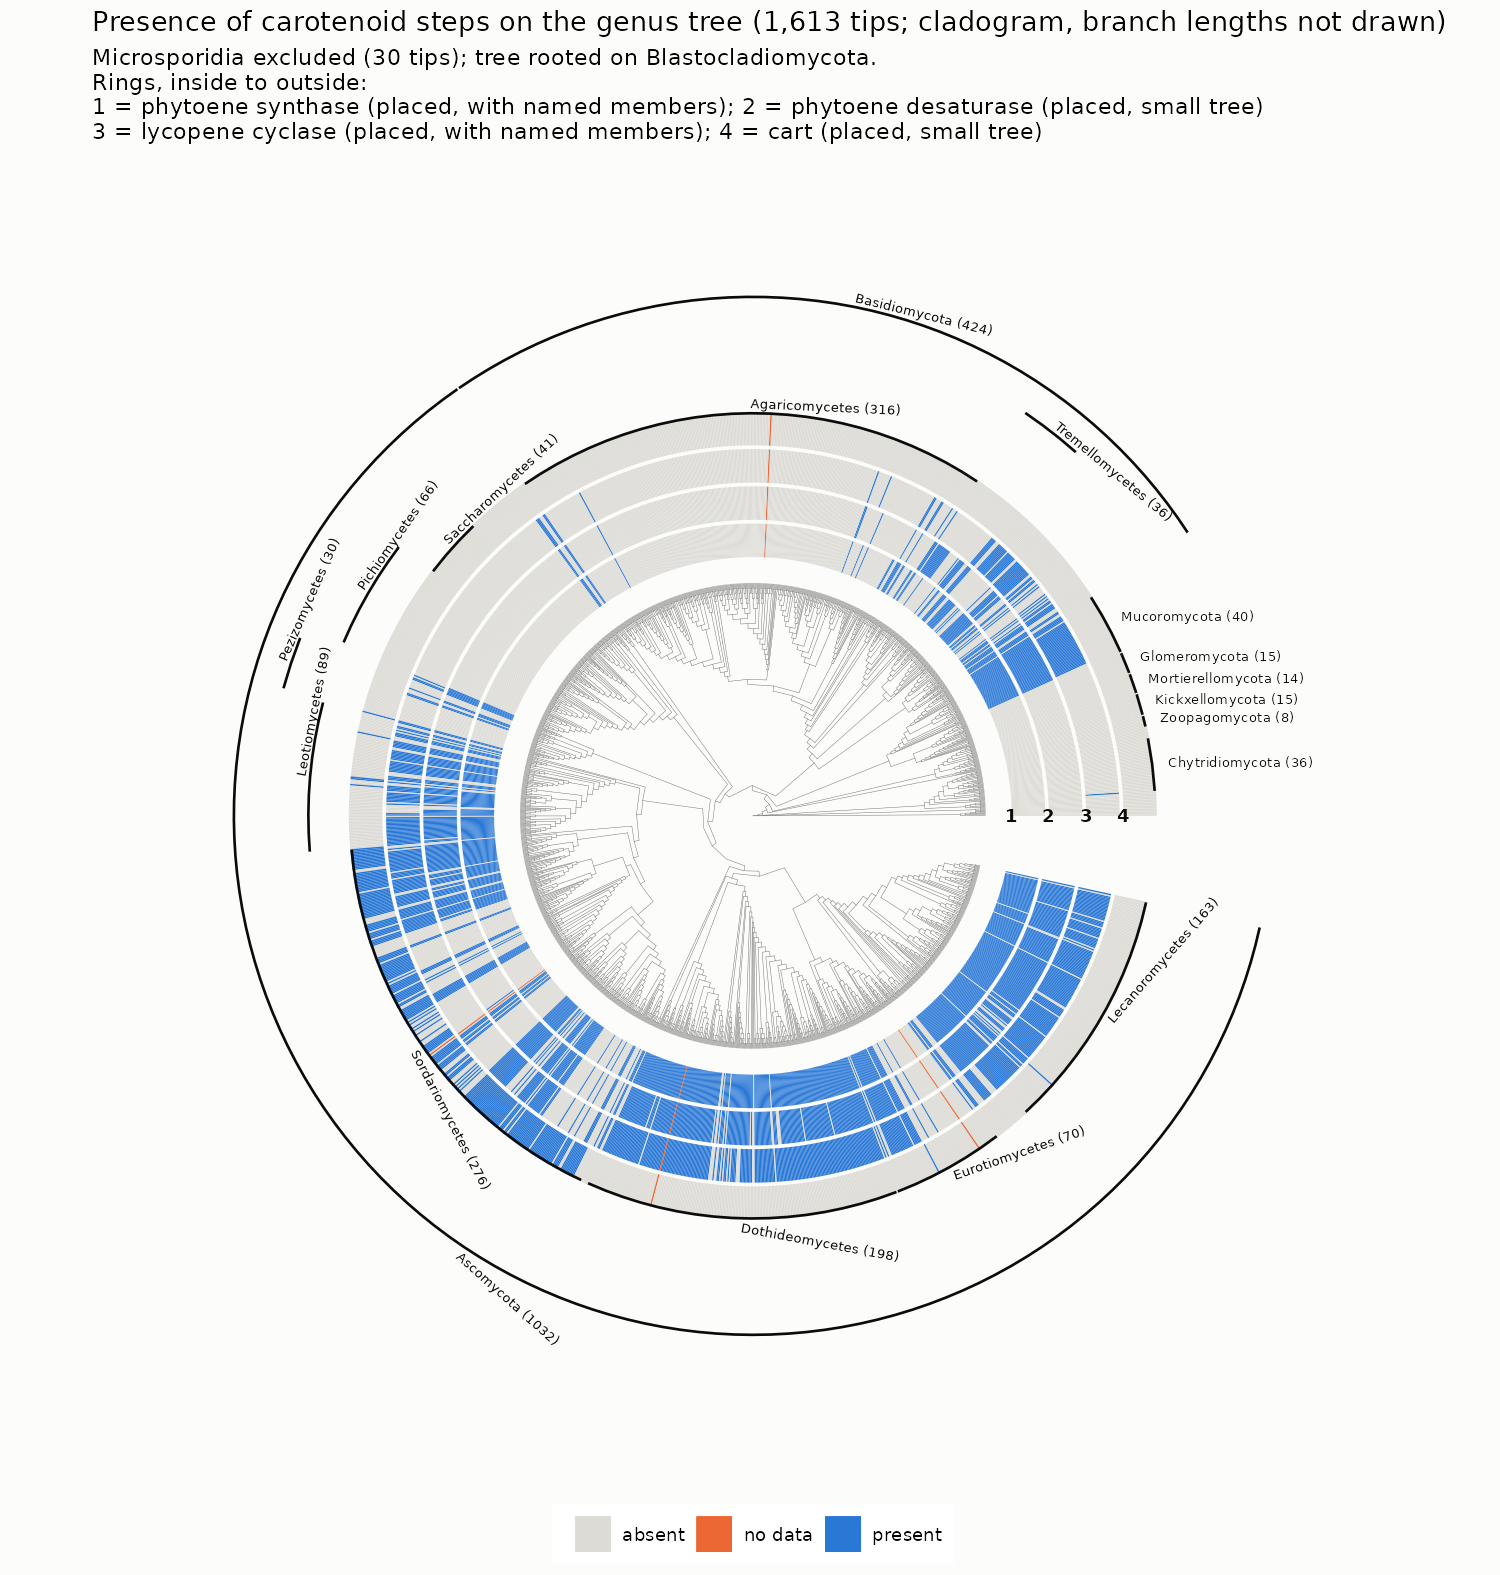 Presence of carotenoid steps on the genus tree (1,613 tips; cladogram, branch lengths not drawn)
Microsporidia excluded (30 tips); tree rooted on Blastocladiomycota.
Rings, inside to outside:
1 = phytoene synthase (placed, with named members); 2 = phytoene desaturase (placed, small tree)
3 = lycopene cyclase (placed, with named members); 4 = cart (placed, small tree)
Basidiomycota (424)
Agaricomycetes (316)
Tremellomycetes (36)
Saccharomycetes (41)
Pichiomycetes (66)
Pezizomycetes (30)
Leotiomycetes (89)
Mucoromycota (40)
Glomeromycota (15)
Mortierellomycota (14)
Kickxellomycota (15)
Zoopagomycota (8)
Chytridiomycota (36)
1 2 3 4
Lecanoromycetes (163)
Eurotiomycetes (70)
Sordariomycetes (276)
Dothideomycetes (198)
Ascomycota (1032)
absent no data present